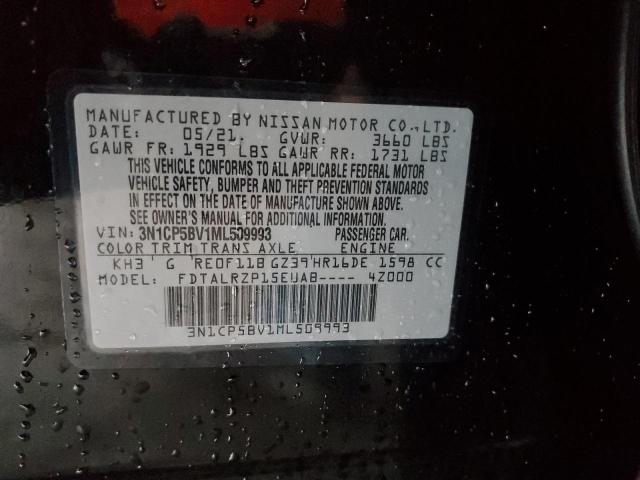 MANUFACTURED BY NISSAN MOTOR CO., LTD.
DATE: 05/21. GVWR: 3660 LBS
GAWR FR: 1929 LBS GAWR RR: 1731 LBS
THIS VEHICLE CONFORMS TO ALL APPLICABLE FEDERAL MOTOR
VEHICLE SAFETY, BUMPER AND THEFT PREVENTION STANDARDS
IN EFFECT ON THE DATE OF MANUFACTURE SHOWN ABOVE.
SEE OWNER'S MANUAL FOR ADDITIONAL INFORMATION.
VIN: 3N1CP5BV1ML509993 PASSENGER CAR.
COLOR TRIM TRANS AXLE ENGINE
KH3 G RE0F11B GZ39 HR16DE 1598 CC
MODEL: FDTALRZP15EUAB---- 4Z000
3N1CP5BV1ML509993